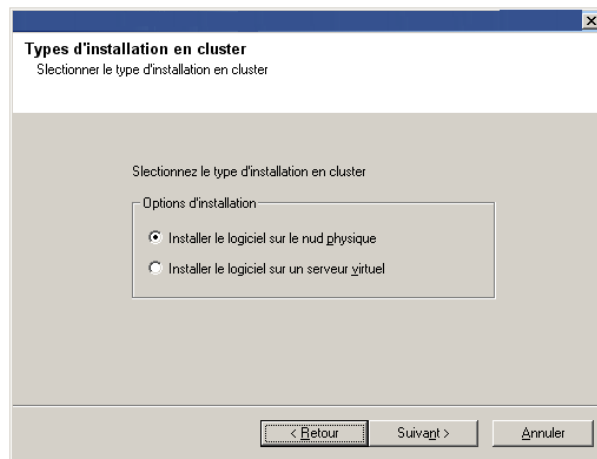 Types d'installation en cluster
Slectionner le type d'installation en cluster
Slectionnez le type d'installation en cluster
Options d'installation
Installer le logiciel sur le nud physique
Installer le logiciel sur un serveur virtuel
< Retour
Suivant >
Annuler